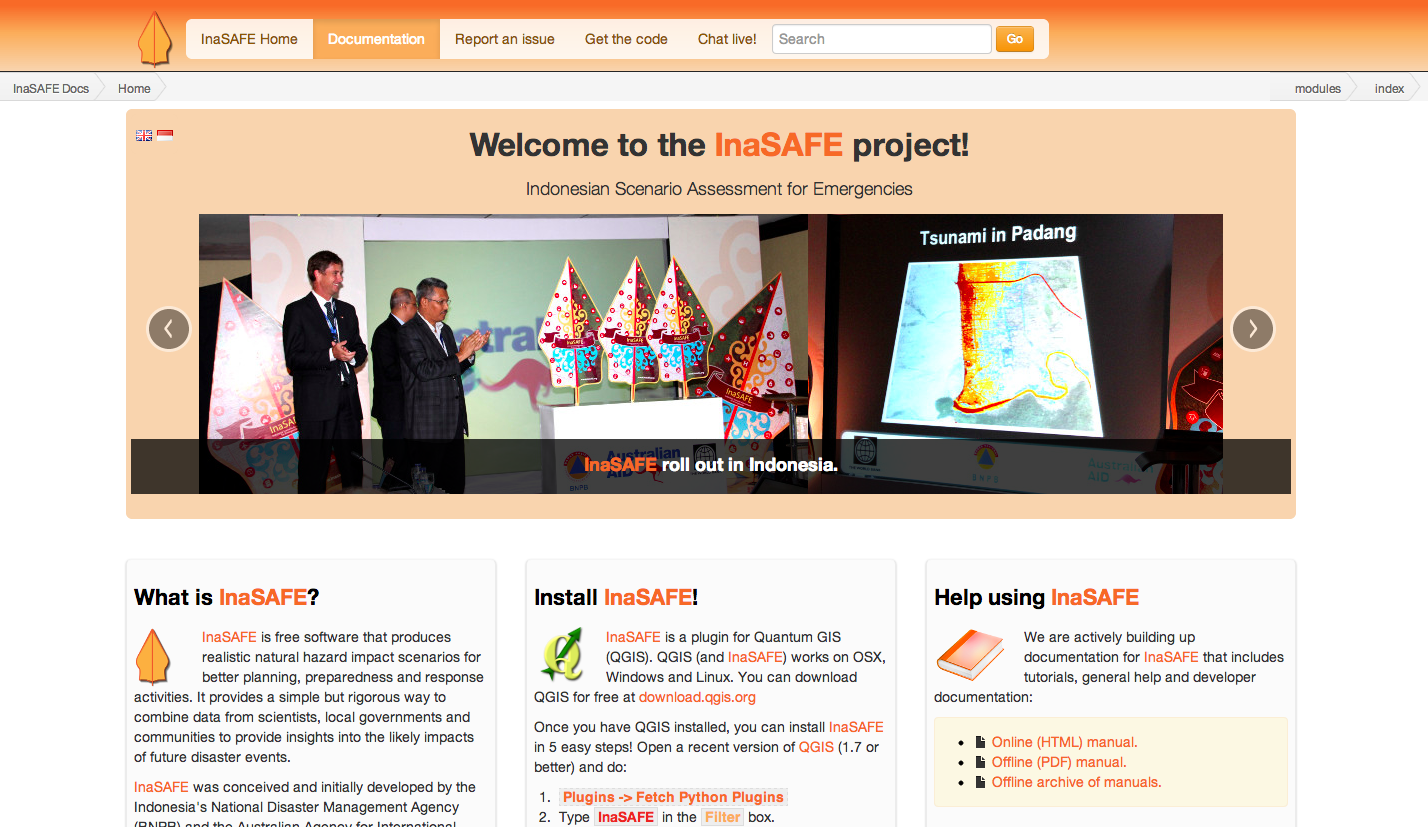 InaSAFE Home
Documentation
Report an issue
Get the code
Chat live!
Search
Go
InaSAFE Docs
Home
modules
index
Welcome to the InaSAFE project!
Indonesian Scenario Assessment for Emergencies
Tsunami in Padang
InaSAFE
InaSAFE
InaSAFE
InaSAFE
Australian
AID
BNPB
BNPB
Australian
AID
InaSAFE roll out in Indonesia.
What is InaSAFE?
InaSAFE is free software that produces
realistic natural hazard impact scenarios for
better planning, preparedness and response
activities. It provides a simple but rigorous way to
combine data from scientists, local governments and
communities to provide insights into the likely impacts
of future disaster events.
InaSAFE was conceived and initially developed by the
Indonesia's National Disaster Management Agency
(BNPB) and the Australian Agency for International
Install InaSAFE!
InaSAFE is a plugin for Quantum GIS
(QGIS). QGIS (and InaSAFE) works on OSX,
Windows and Linux. You can download
QGIS for free at download.qgis.org
Once you have QGIS installed, you can install InaSAFE
in 5 easy steps! Open a recent version of QGIS (1.7 or
better) and do:
1. Plugins -> Fetch Python Plugins
2. Type InaSAFE in the Filter box.
Help using InaSAFE
We are actively building up
documentation for InaSAFE that includes
tutorials, general help and developer
documentation:
Online (HTML) manual.
Offline (PDF) manual.
Offline archive of manuals.